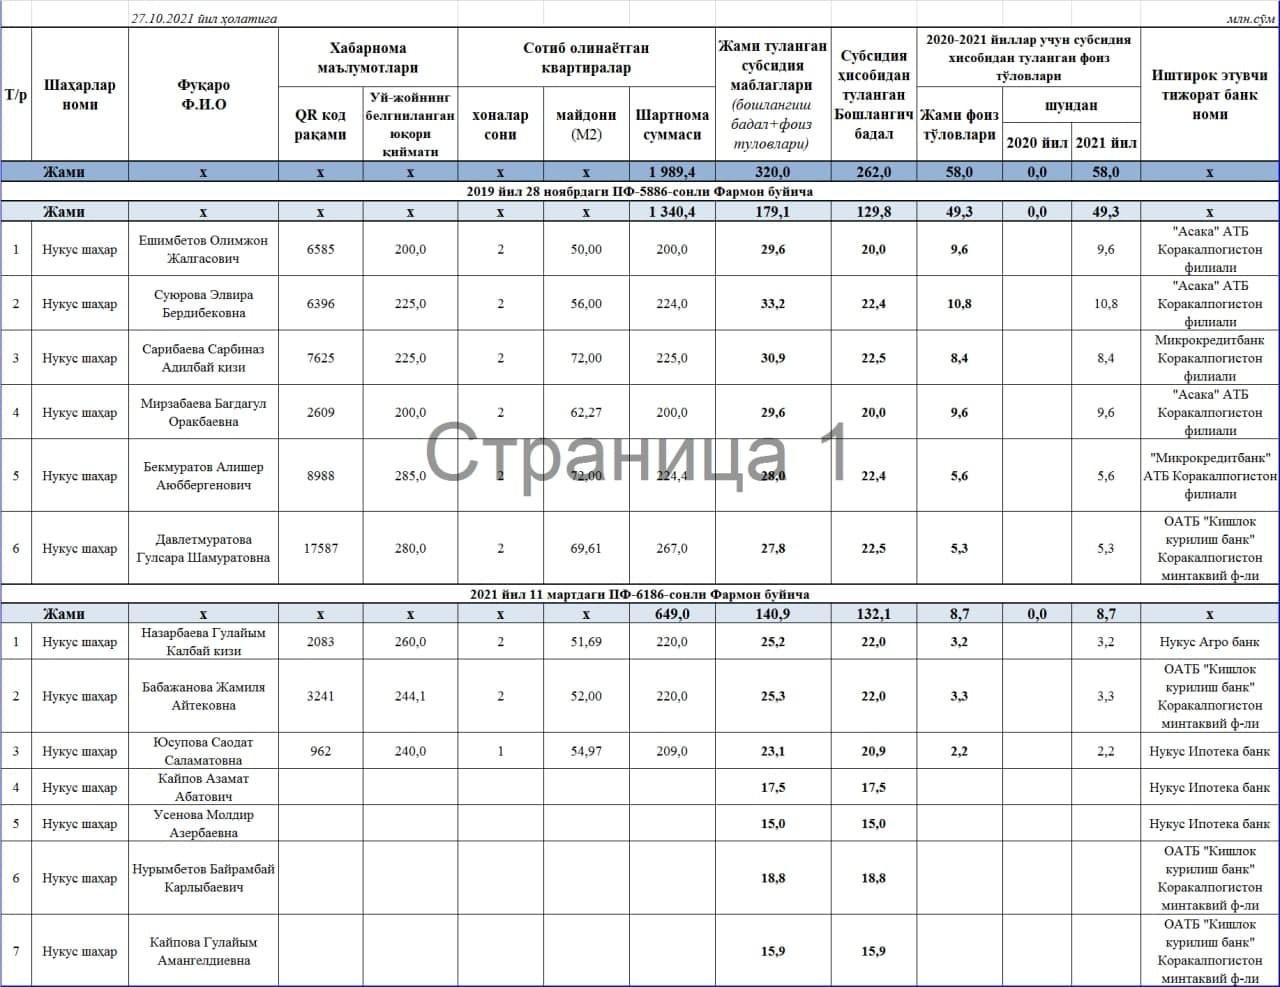 27.10.2021 йил ҳолатига млн.сўм
Т/р
Шаҳарлар номи
Фуқаро Ф.И.О
Хабарнома маълумотлари
QR код рақами
Уй-жойнинг белгниланган юқори қиймати
Сотиб олинаётган квартиралар
хоналар сони
майдони (М2)
Шартнома суммаси
Жами туланган субсидия маблаглари (бошлангиш бадал+фоиз туловлари)
Субсидия ҳисобидан туланган Бошлангич бадал
2020-2021 йиллар учун субсидия хисобидан туланган фоиз тўловлари
Жами фоиз тўловлари
шундан
2020 йил 2021 йил
Иштирок этувчи тижорат банк номи
Жами х х х х х 1 989,4 320,0 262,0 58,0 0,0 58,0 х
2019 йил 28 ноябрдаги ПФ-5886-сонли Фармон буйича
Жами х х х х х 1 340,4 179,1 129,8 49,3 0,0 49,3 х
1 Нукус шаҳар Ешимбетов Олимжон Жалгасович 6585 200,0 2 50,00 200,0 29,6 20,0 9,6 9,6 "Асака" АТБ Коракалпогистон филиали
2 Нукус шаҳар Суюрова Элвира Бердибековна 6396 225,0 2 56,00 224,0 33,2 22,4 10,8 10,8 "Асака" АТБ Коракалпогистон филиали
3 Нукус шаҳар Сарибаева Сарбиназ Адилбай кизи 7625 225,0 2 72,00 225,0 30,9 22,5 8,4 8,4 Микрокредитбанк Коракалпогистон филиали
4 Нукус шаҳар Мирзабаева Багдагул Оракбаевна 2609 200,0 2 62,27 200,0 29,6 20,0 9,6 9,6 "Асака" АТБ Коракалпогистон филиали
Страница 1
5 Нукус шаҳар Бекмуратов Алишер Аюббергенович 8988 285,0 2 72,00 224,4 28,0 22,4 5,6 5,6 "Микрокредитбанк" АТБ Коракалпогистон филиали
6 Нукус шаҳар Давлетмуратова Гулсара Шамуратовна 17587 280,0 2 69,61 267,0 27,8 22,5 5,3 5,3 ОАТБ "Кишлок курилиш банк" Коракалпогистон минтаквий ф-ли
2021 йил 11 мартдаги ПФ-6186-сонли Фармон буйича
Жами х х х х х 649,0 140,9 132,1 8,7 0,0 8,7 х
1 Нукус шаҳар Назарбаева Гулайым Калбай кизи 2083 260,0 2 51,69 220,0 25,2 22,0 3,2 3,2 Нукус Агро банк
2 Нукус шаҳар Бабажанова Жамиля Айтековна 3241 244,1 2 52,00 220,0 25,3 22,0 3,3 3,3 ОАТБ "Кишлок курилиш банк" Коракалпогистон минтаквий ф-ли
3 Нукус шаҳар Юсупова Саодат Саламатовна 962 240,0 1 54,97 209,0 23,1 20,9 2,2 2,2 Нукус Ипотека банк
4 Нукус шаҳар Кайпов Азамат Абатович 17,5 17,5 Нукус Ипотека банк
5 Нукус шаҳар Усенова Молдир Азербаевна 15,0 15,0 Нукус Ипотека банк
6 Нукус шаҳар Нурымбетов Байрамбай Карлыбаевич 18,8 18,8 ОАТБ "Кишлок курилиш банк" Коракалпогистон минтаквий ф-ли
7 Нукус шаҳар Кайпова Гулайым Амангелдиевна 15,9 15,9 ОАТБ "Кишлок курилиш банк" Коракалпогистон минтаквий ф-ли